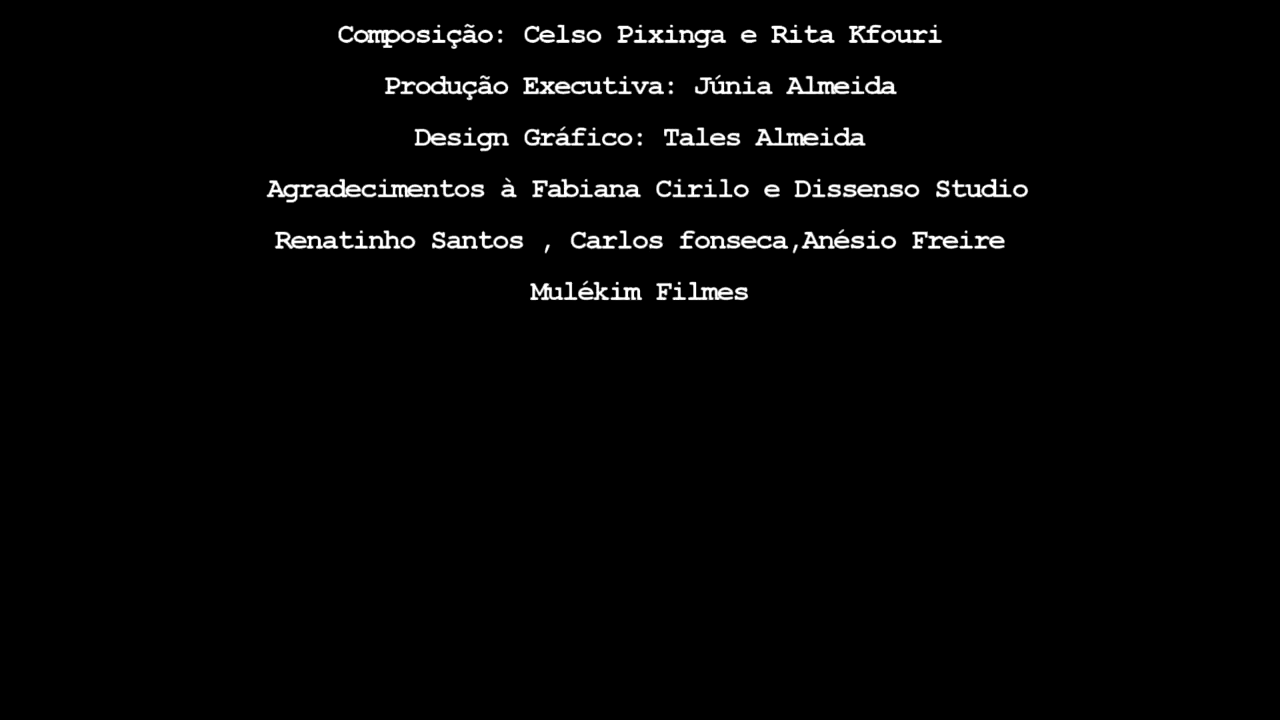 Composição: Celso Pixinga e Rita Kfouri
Produção Executiva: Júnia Almeida
Design Gráfico: Tales Almeida
Agradecimentos à Fabiana Cirilo e Dissenso Studio
Renatinho Santos , Carlos fonseca,Anésio Freire
Mulékim Filmes